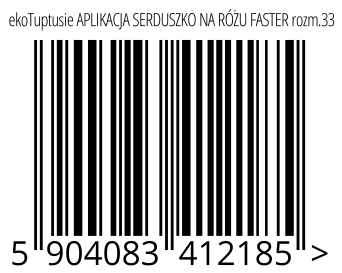 ekoTuptusie APLIKACJA SERDUSZKO NA RÓŻU FASTER rozm.33
5 904083 412185 >